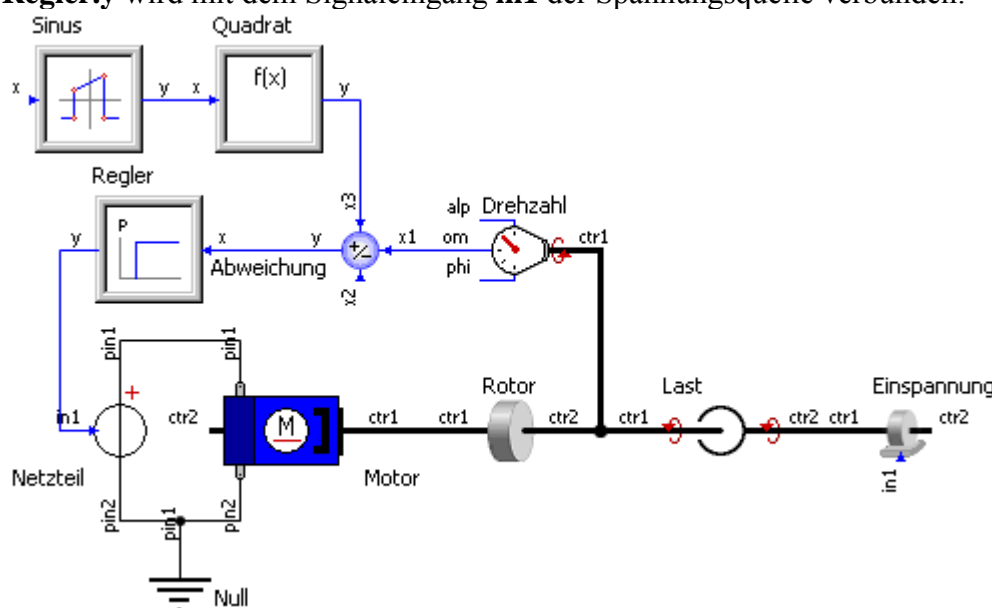 Regler.y wird mit dem Signaleingang in1 der Spannungsquelle verbunden.
Sinus Quadrat
x y x f(x) y
Regler
x3 alp Drehzahl
y P x y x1 om ctr1
Abweichung phi
x2
pin1 pin1
Rotor Last Einspannung
in1 + ctr2 M ctr1 ctr1 ctr2 ctr1 ctr2 ctr1 ctr2
Netzteil Motor in1
pin2 pin1 pin2
Null